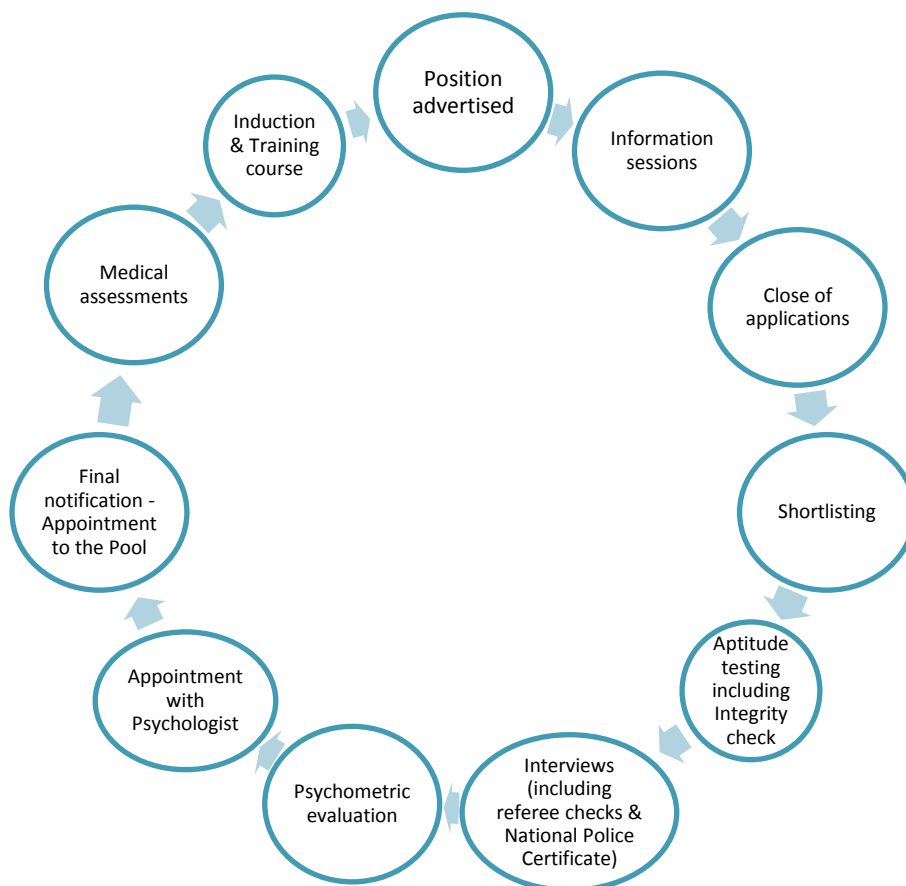 Position
advertised
Information
sessions
Close of
applications
Shortlisting
Aptitude
testing
including
Integrity
check
Interviews
(including
referee checks &
National Police
Certificate)
Psychometric
evaluation
Appointment
with
Psychologist
Final
notification -
Appointment
to the Pool
Medical
assessments
Induction
& Training
course